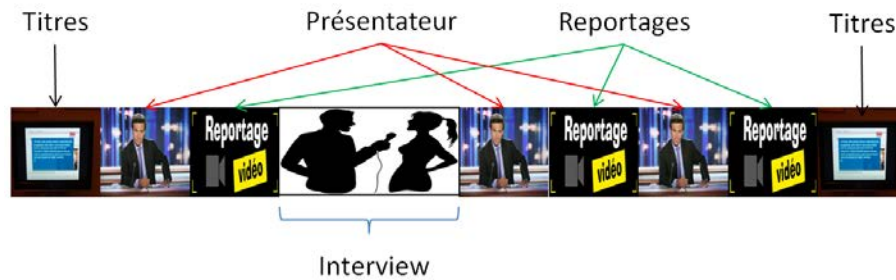 Titres
Présentateur
Reportages
Titres
Reportage
vidéo
Reportage
vidéo
Reportage
vidéo
Interview